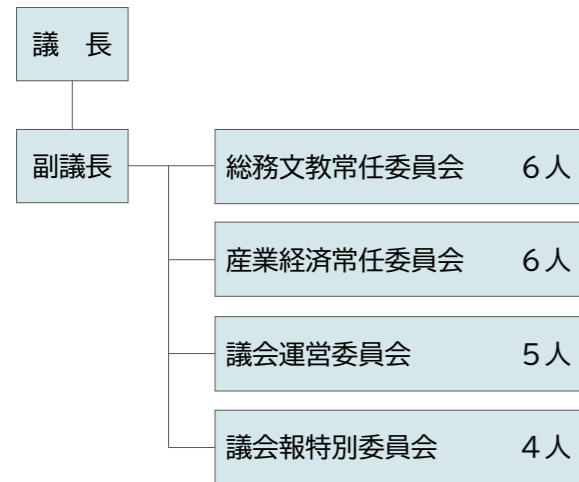 議　長
副議長
総務文教常任委員会　　６人
産業経済常任委員会　　６人
議会運営委員会　　　　５人
議会報特別委員会　　　４人